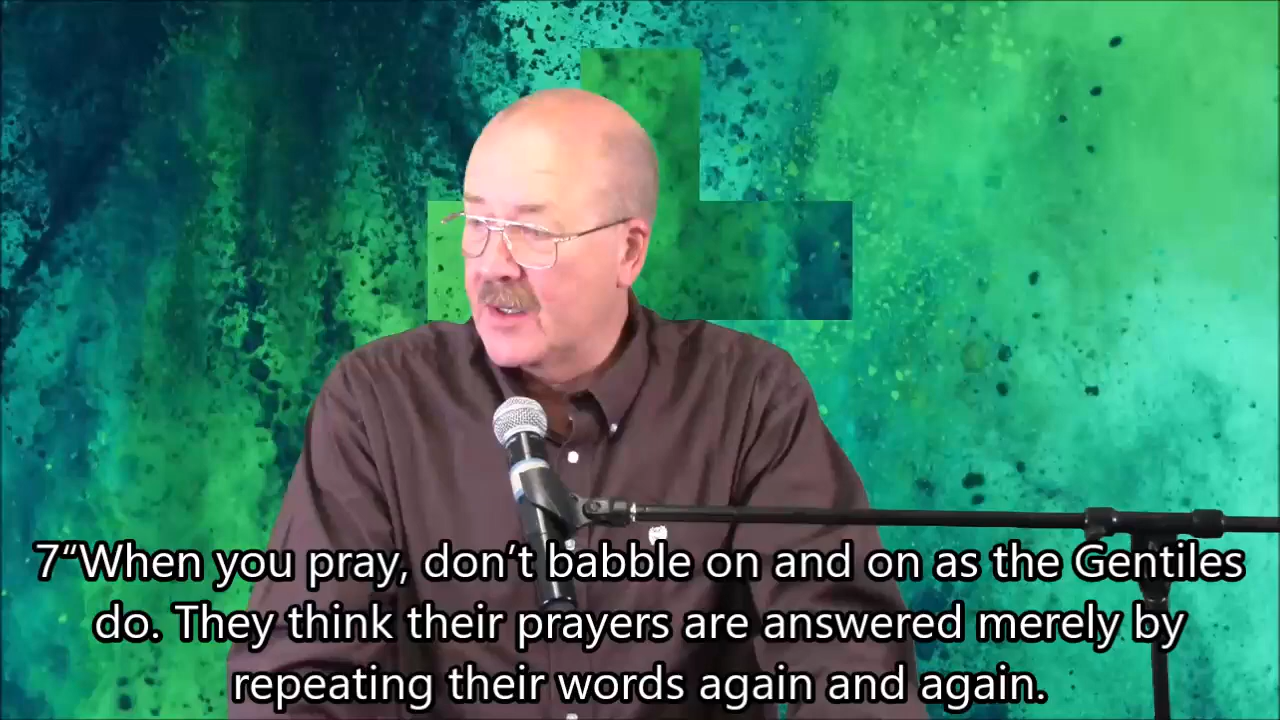 7“When you pray, don’t babble on and on as the Gentiles
do. They think their prayers are answered merely by
repeating their words again and again.